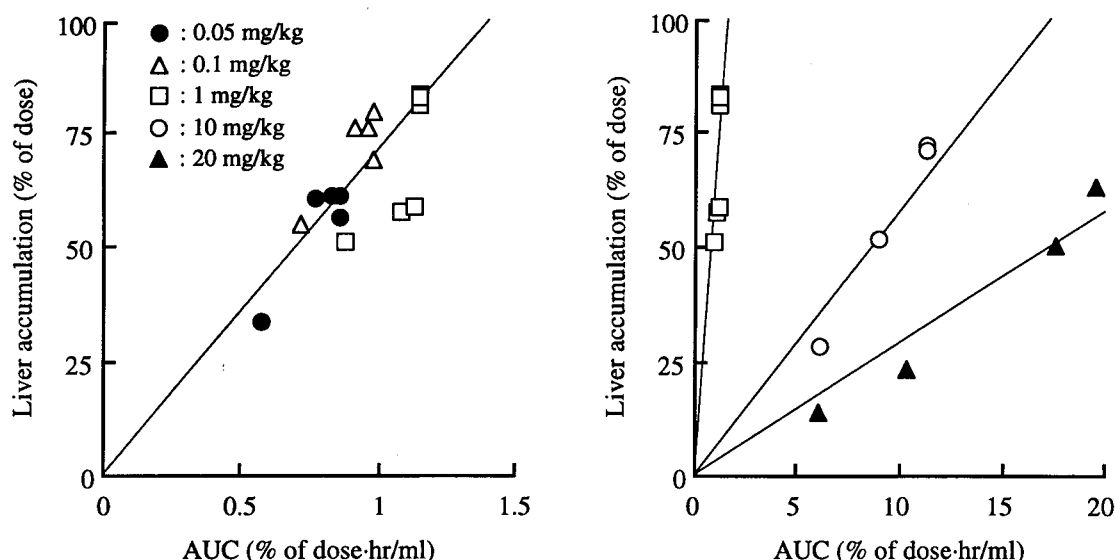 100
75
50
25
0
Liver accumulation (% of dose)
● : 0.05 mg/kg
△ : 0.1 mg/kg
□ : 1 mg/kg
○ : 10 mg/kg
▲ : 20 mg/kg
0.5 1 1.5
AUC (% of dose·hr/ml)
100
75
50
25
0
Liver accumulation (% of dose)
0 5 10 15 20
AUC (% of dose·hr/ml)